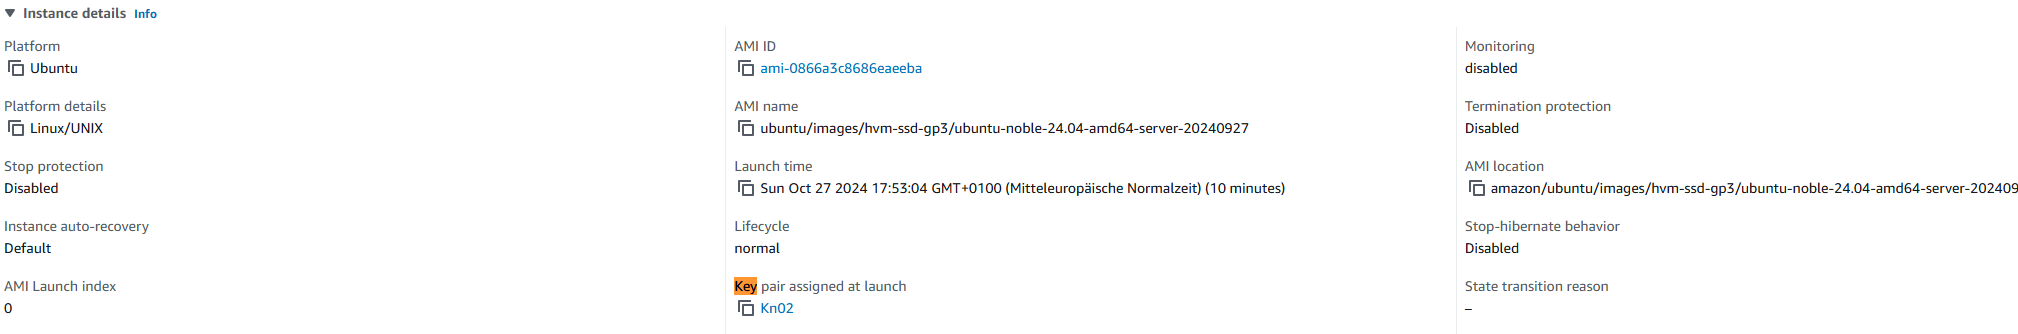 Instance details Info
Platform
Ubuntu
Platform details
Linux/UNIX
Stop protection
Disabled
Instance auto-recovery
Default
AMI Launch index
0
AMI ID
ami-0866a3c8686eaeeba
AMI name
ubuntu/images/hvm-ssd-gp3/ubuntu-noble-24.04-amd64-server-20240927
Launch time
Sun Oct 27 2024 17:53:04 GMT+0100 (Mitteleuropäische Normalzeit) (10 minutes)
Lifecycle
normal
Key pair assigned at launch
Kn02
Monitoring
disabled
Termination protection
Disabled
AMI location
amazon/ubuntu/images/hvm-ssd-gp3/ubuntu-noble-24.04-amd64-server-202409
Stop-hibernate behavior
Disabled
State transition reason
–